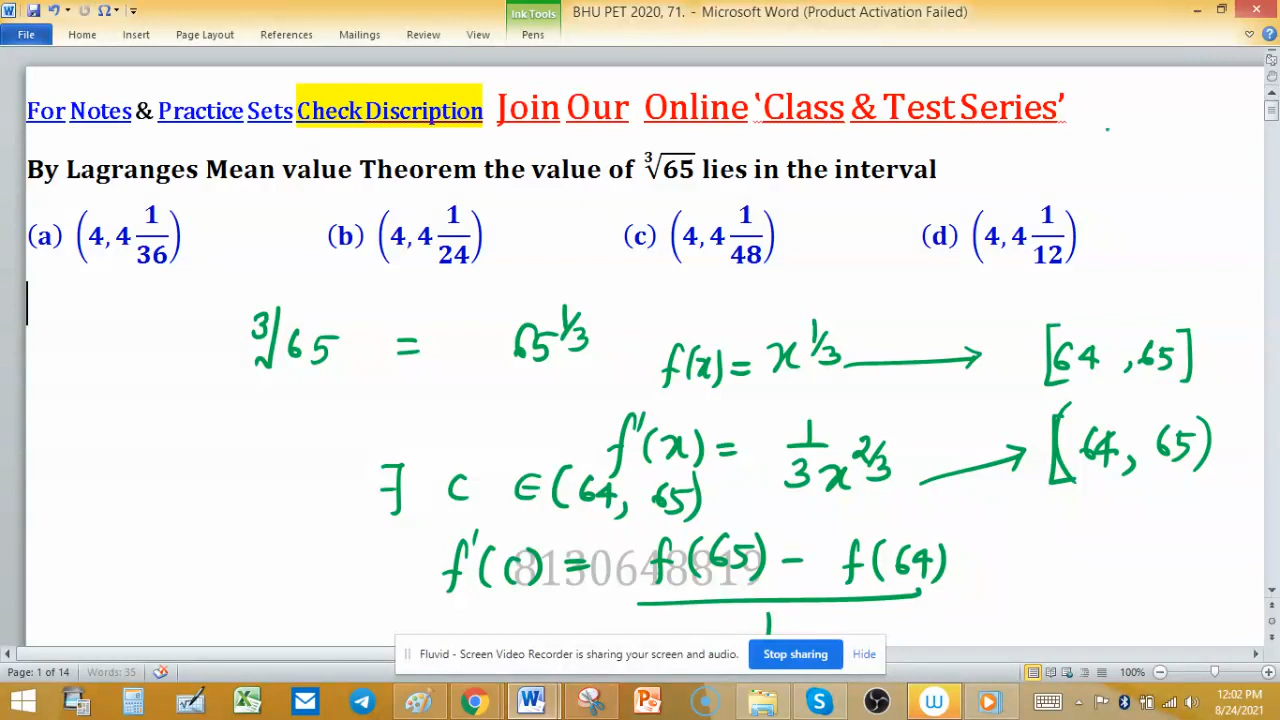 Ink Tools
BHU PET 2020, 71. - Microsoft Word (Product Activation Failed)
File Home Insert Page Layout References Mailings Review View Pens
For Notes & Practice Sets Check Discription Join Our Online 'Class & Test Series'
By Lagranges Mean value Theorem the value of ∛65 lies in the interval
(a) (4, 4 1/36) (b) (4, 4 1/24) (c) (4, 4 1/48) (d) (4, 4 1/12)
∛65 = 65^1/3 f(x) = x^1/3 → [64, 65]
f'(x) = 1/3x^2/3 → (64, 65)
∃ c ∈ (64, 65)
f'(c) = f(65) - f(64)
1
8130648819
Fluvid - Screen Video Recorder is sharing your screen and audio. Stop sharing Hide
Page: 1 of 14 Words: 35 100%
12:02 PM
8/24/2021